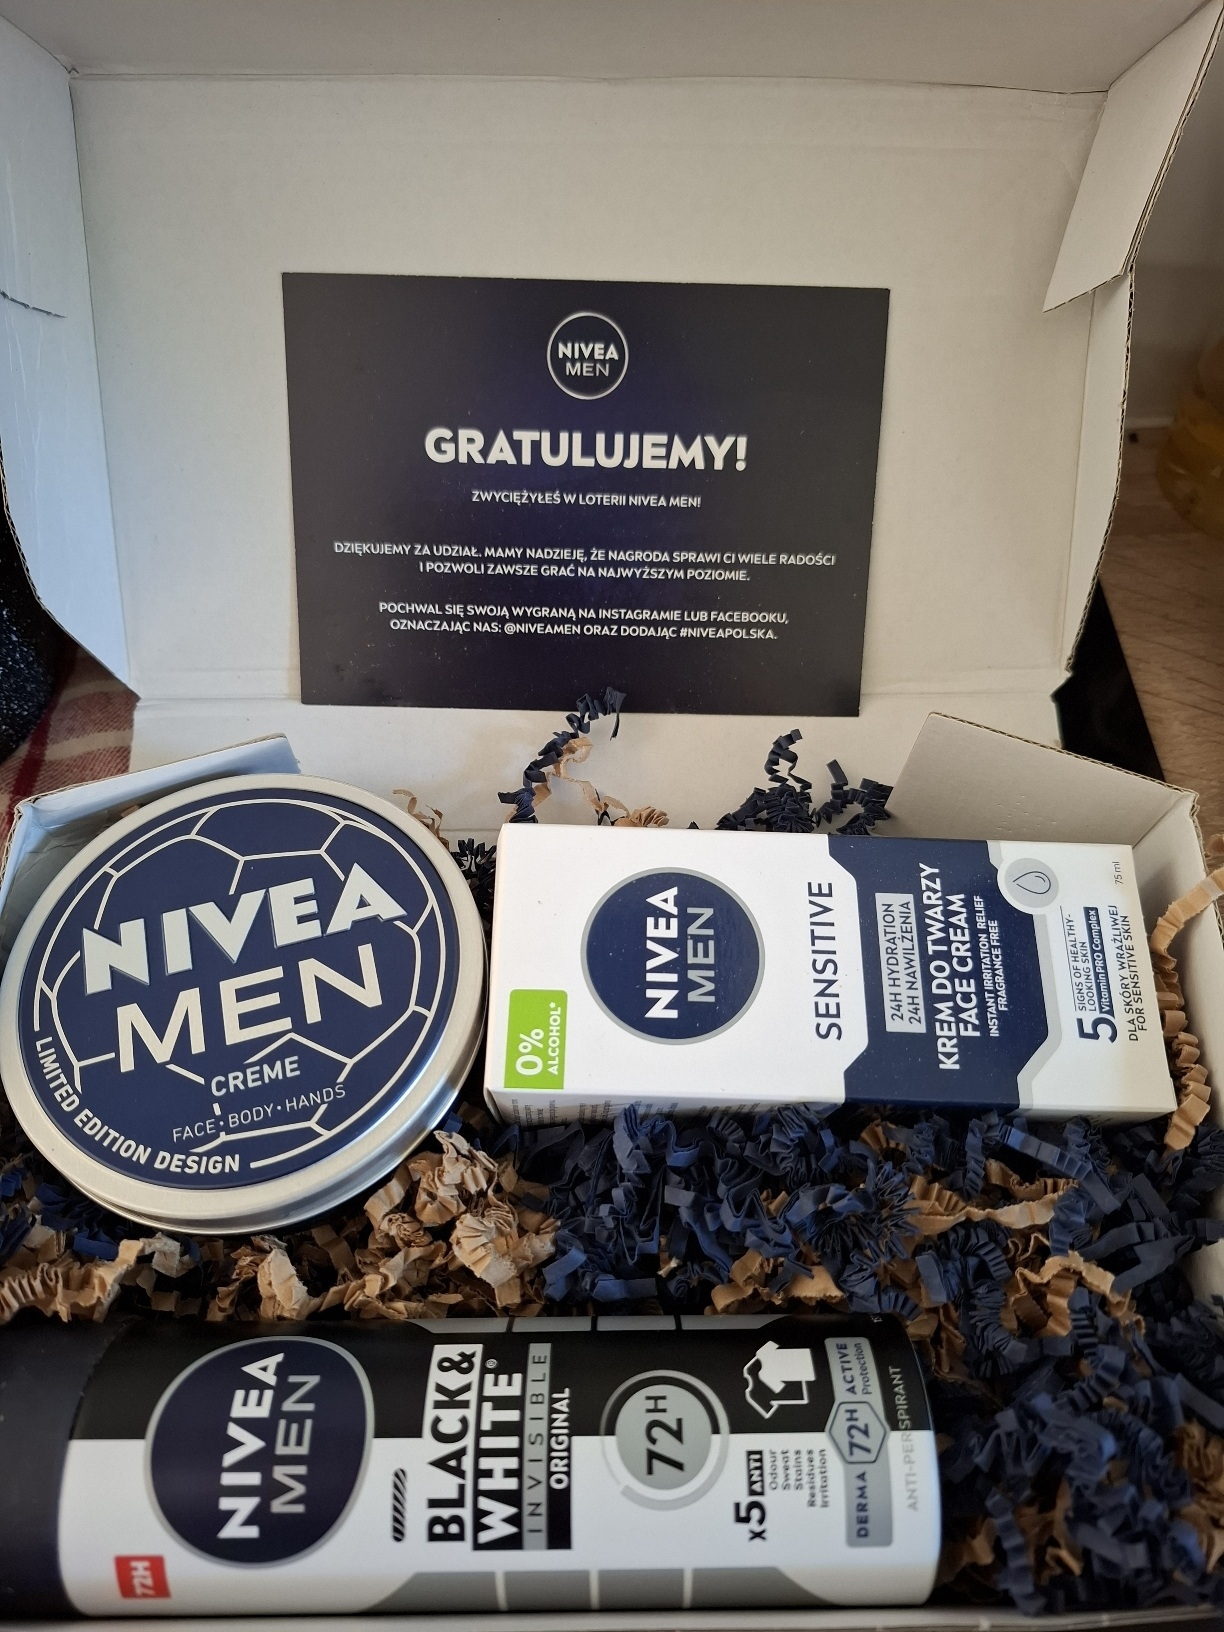 NIVEA
MEN
GRATULUJEMY!
ZWYCIĘŻYŁEŚ W LOTERII NIVEA MEN!
DZIĘKUJEMY ZA UDZIAŁ. MAMY NADZIEJĘ, ŻE NAGRODA SPRAWI CI WIELE RADOŚCI
I POZWOLI ZAWSZE GRAĆ NA NAJWYŻSZYM POZIOMIE.
POCHWAL SIĘ SWOJĄ WYGRANĄ NA INSTAGRAMIE LUB FACEBOOKU,
OZNACZAJĄC NAS: @NIVEAMEN ORAZ DODAJĄC #NIVEAPOLSKA.
NIVEA
MEN
CREME
FACE • BODY • HANDS
LIMITED EDITION DESIGN
0%
ALCOHOL*
NIVEA
MEN
SENSITIVE
24H HYDRATION
24H NAWILŻENIA
KREM DO TWARZY
FACE CREAM
INSTANT IRRITATION RELIEF
FRAGRANCE FREE
5 SIGNS OF HEALTHY-
LOOKING SKIN
VitaminPRO Complex
DLA SKÓRY WRAŻLIWEJ
FOR SENSITIVE SKIN
75 ml
72H
NIVEA
MEN
BLACK&
WHITE®
INVISIBLE
ORIGINAL
72H
x5 ANTI
Odour
Sweat
Stains
Residues
Irritation
DERMA 72H ACTIVE
Protection
ANTI-PERSPIRANT